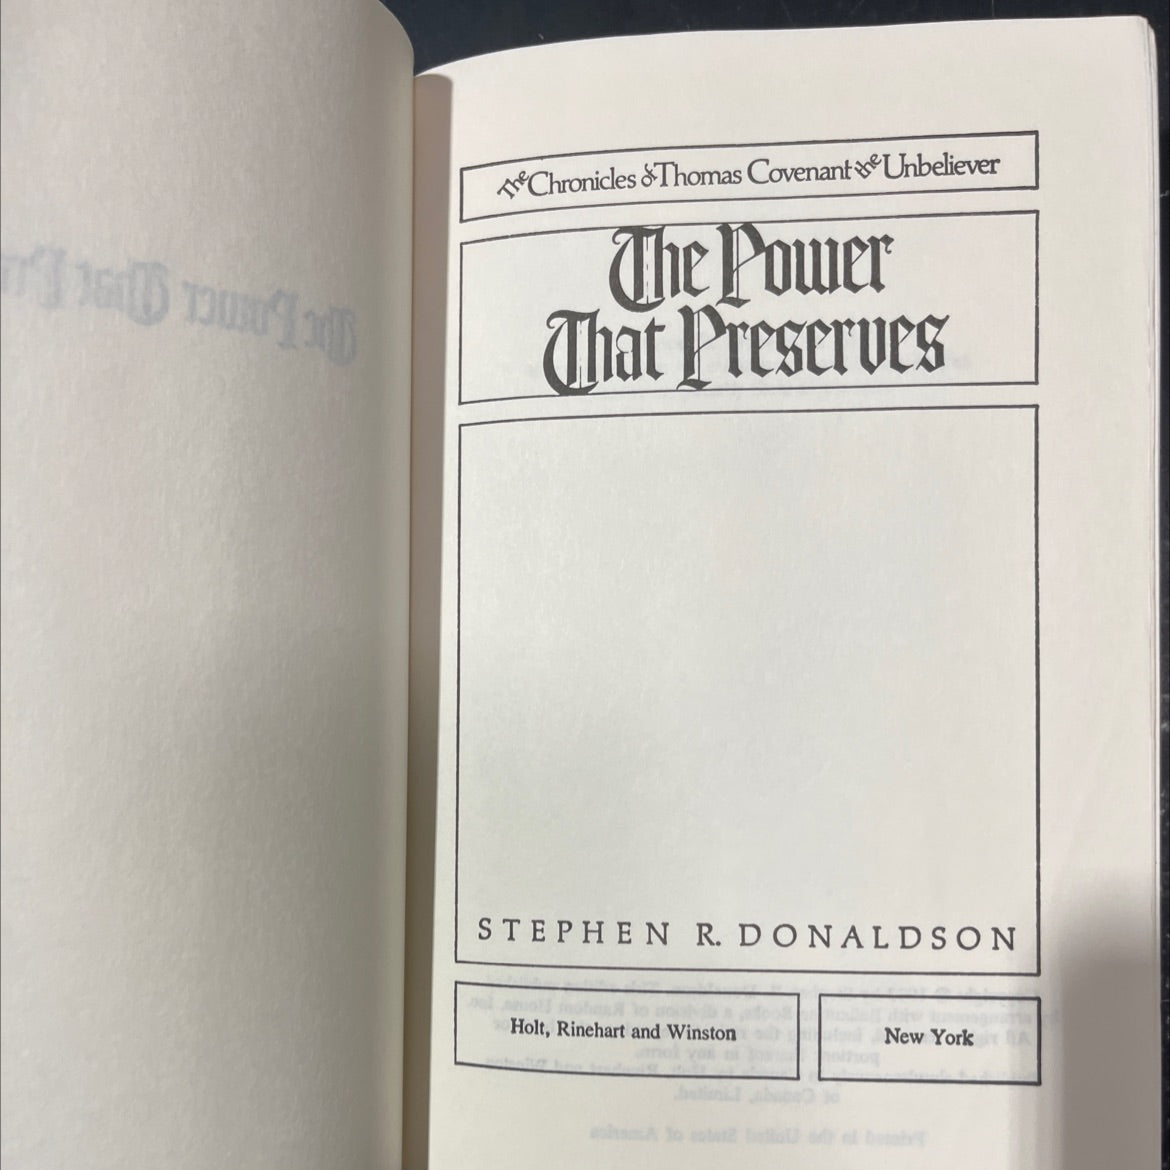 The Chronicles of Thomas Covenant the Unbeliever
The Power
That Preserves
STEPHEN R. DONALDSON
Holt, Rinehart and Winston
New York